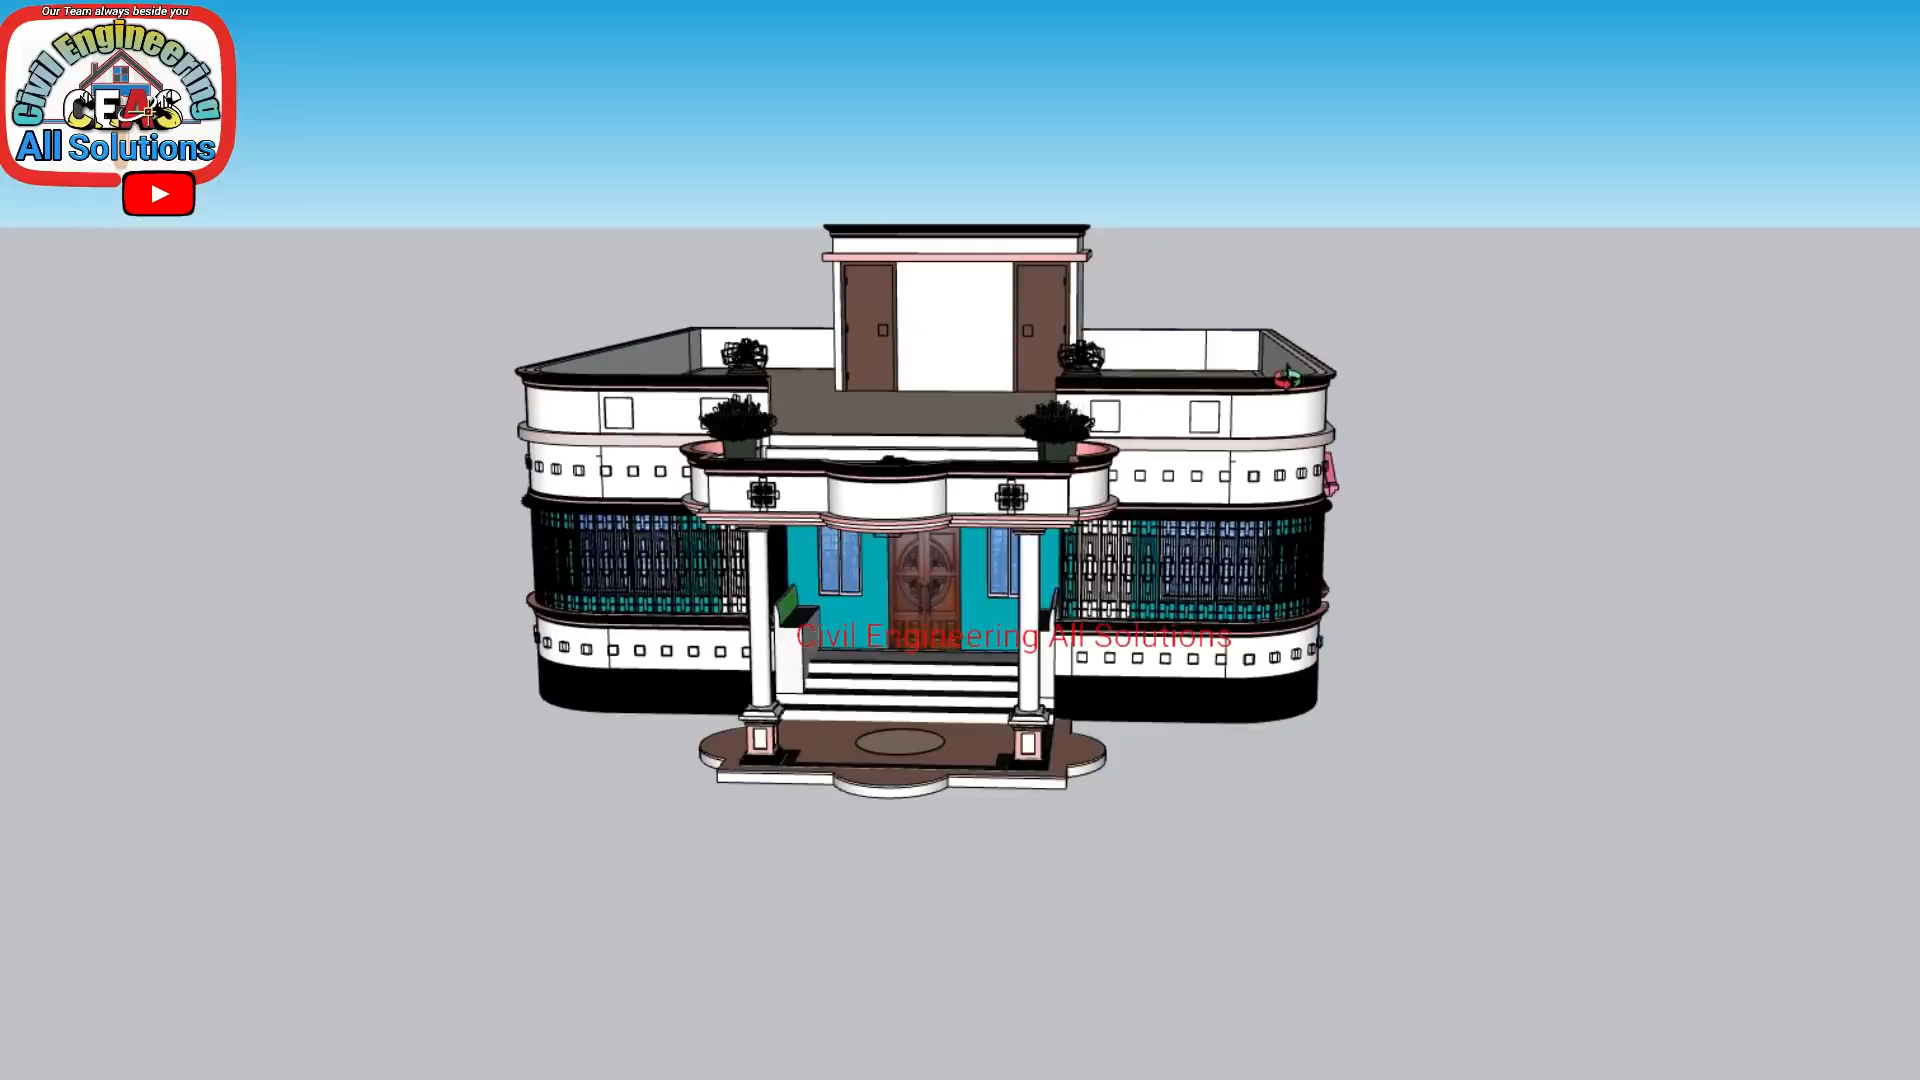 Our Team always beside you
Civil Engineering
CEAS
All Solutions
Civil Engineering All Solutions